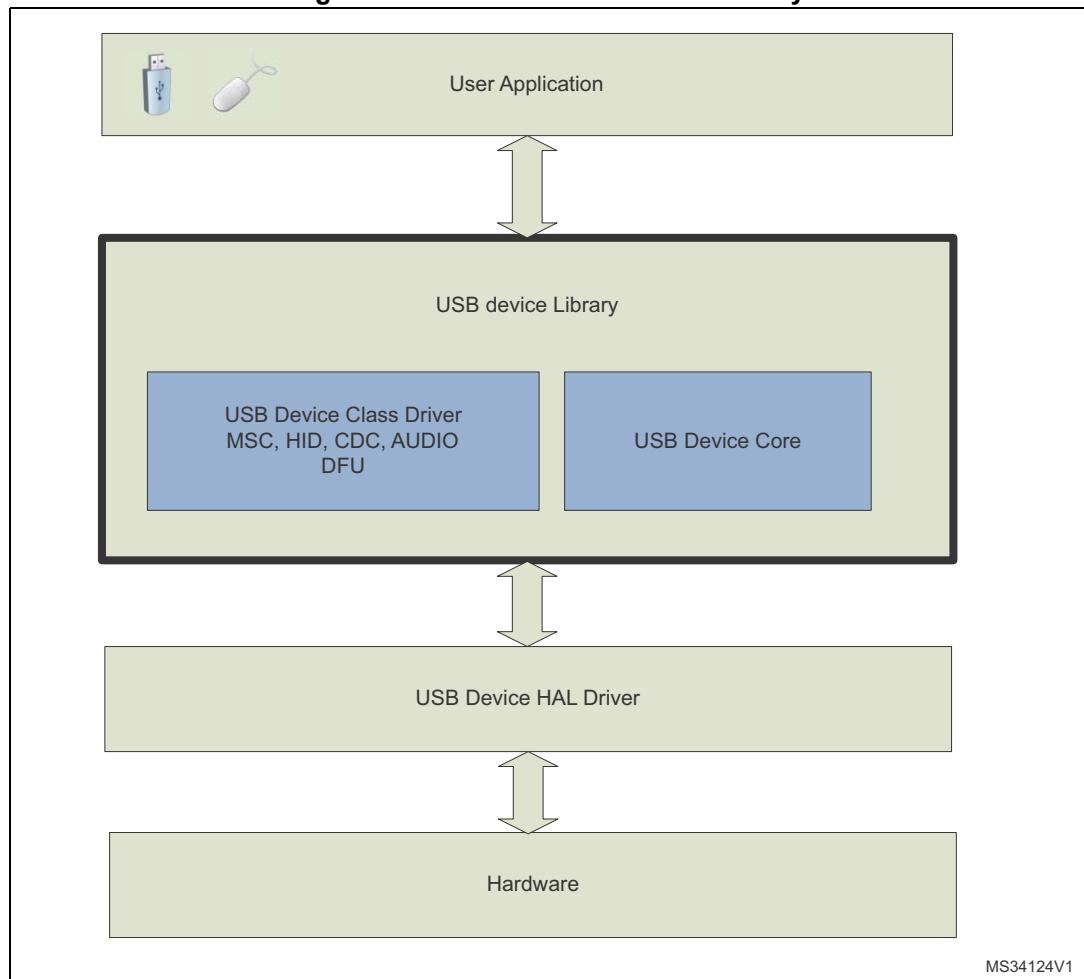 User Application
USB device Library
USB Device Class Driver
MSC, HID, CDC, AUDIO
DFU
USB Device Core
USB Device HAL Driver
Hardware
MS34124V1